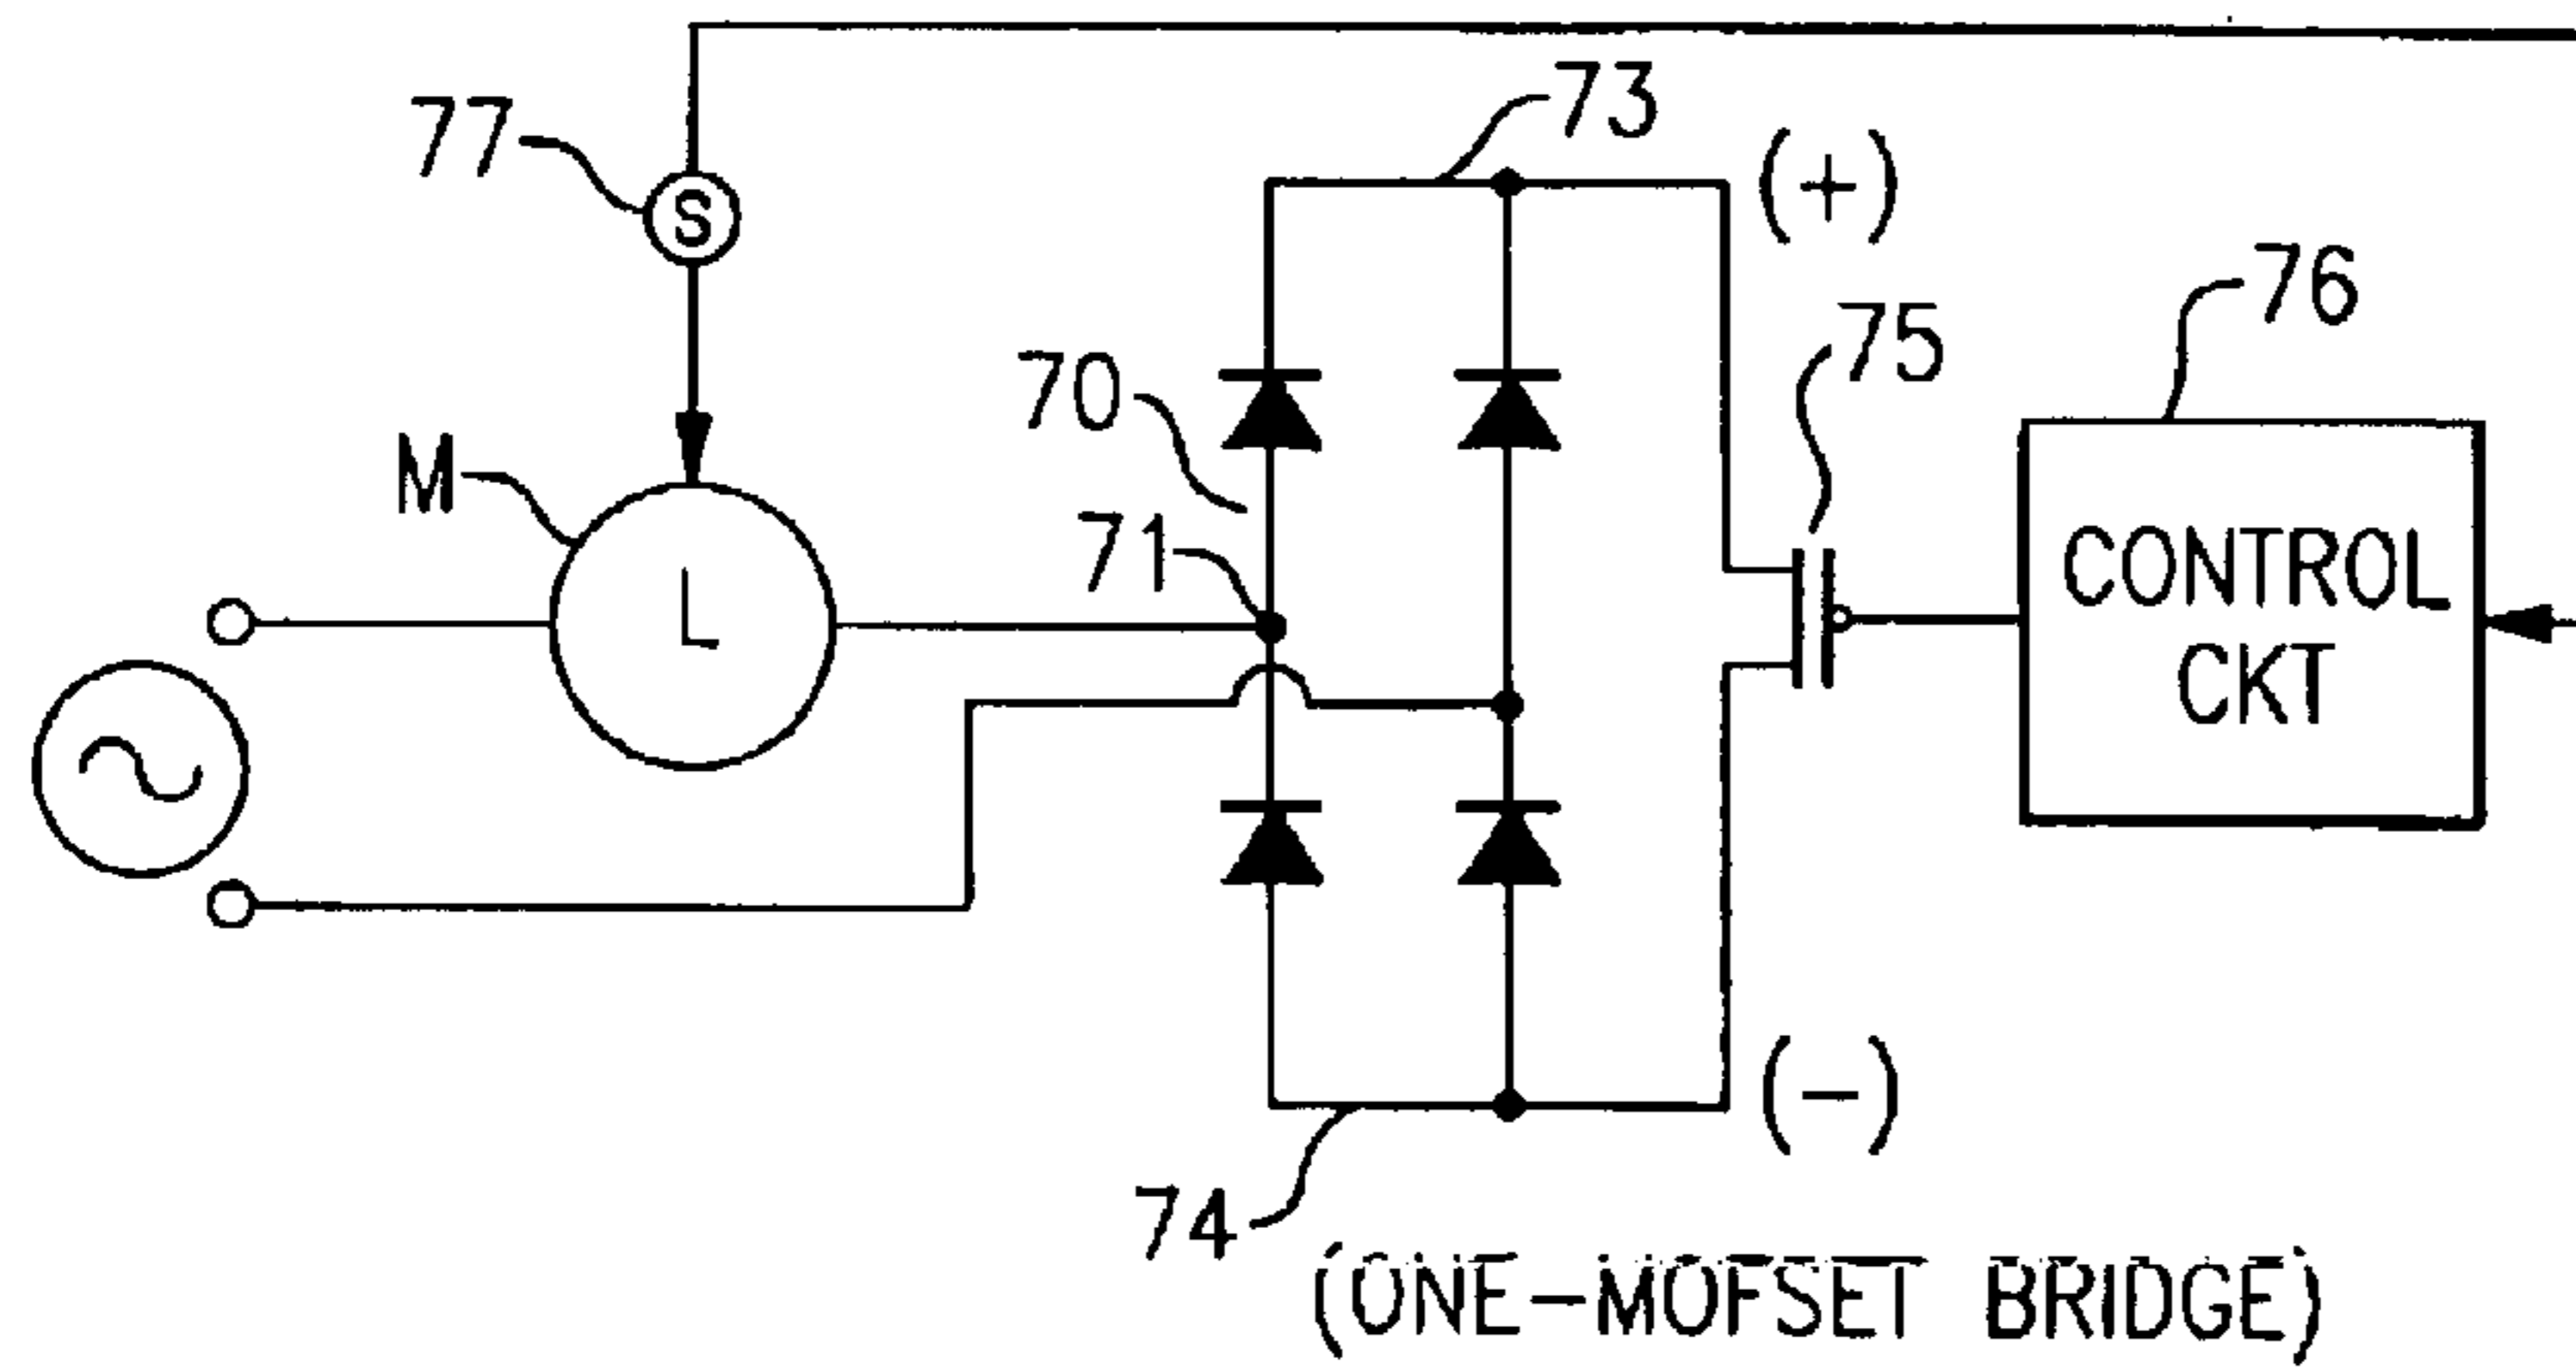 73
77
(+)
S
76
75
70
M
71
L
CONTROL
CKT
(-)
74
(ONE-MOFSET BRIDGE)